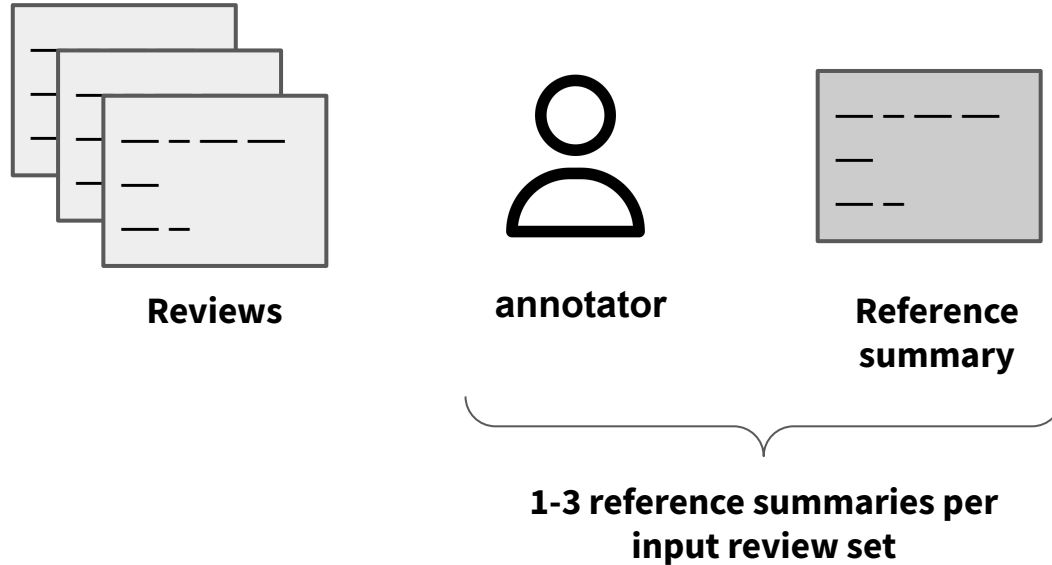 Reviews
annotator
Reference
summary
1-3 reference summaries per
input review set